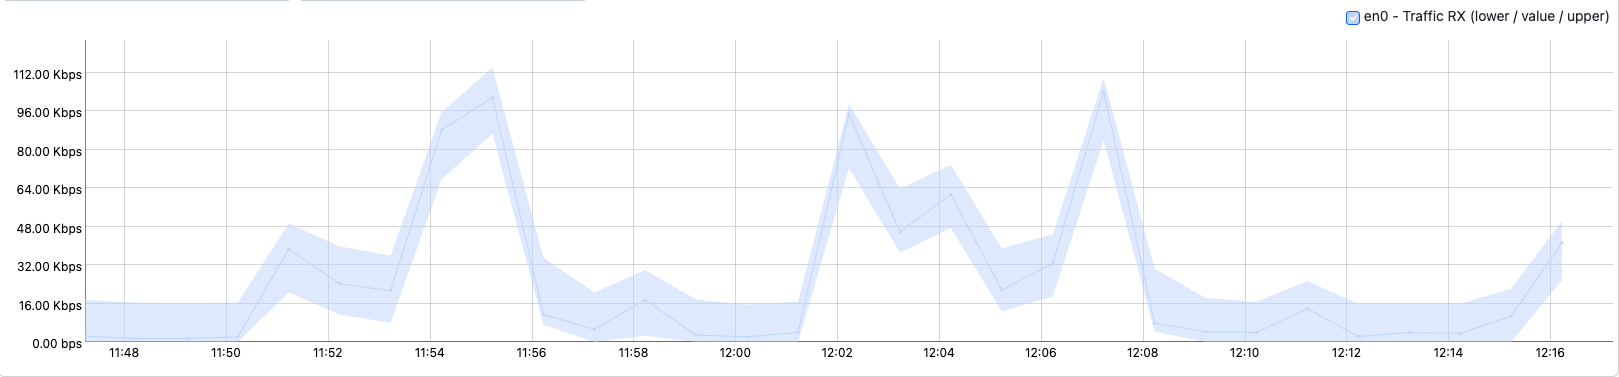 en0 - Traffic RX (lower / value / upper)
112.00 Kbps
96.00 Kbps
80.00 Kbps
64.00 Kbps
48.00 Kbps
32.00 Kbps
16.00 Kbps
0.00 bps
11:48 11:50 11:52 11:54 11:56 11:58 12:00 12:02 12:04 12:06 12:08 12:10 12:12 12:14 12:16